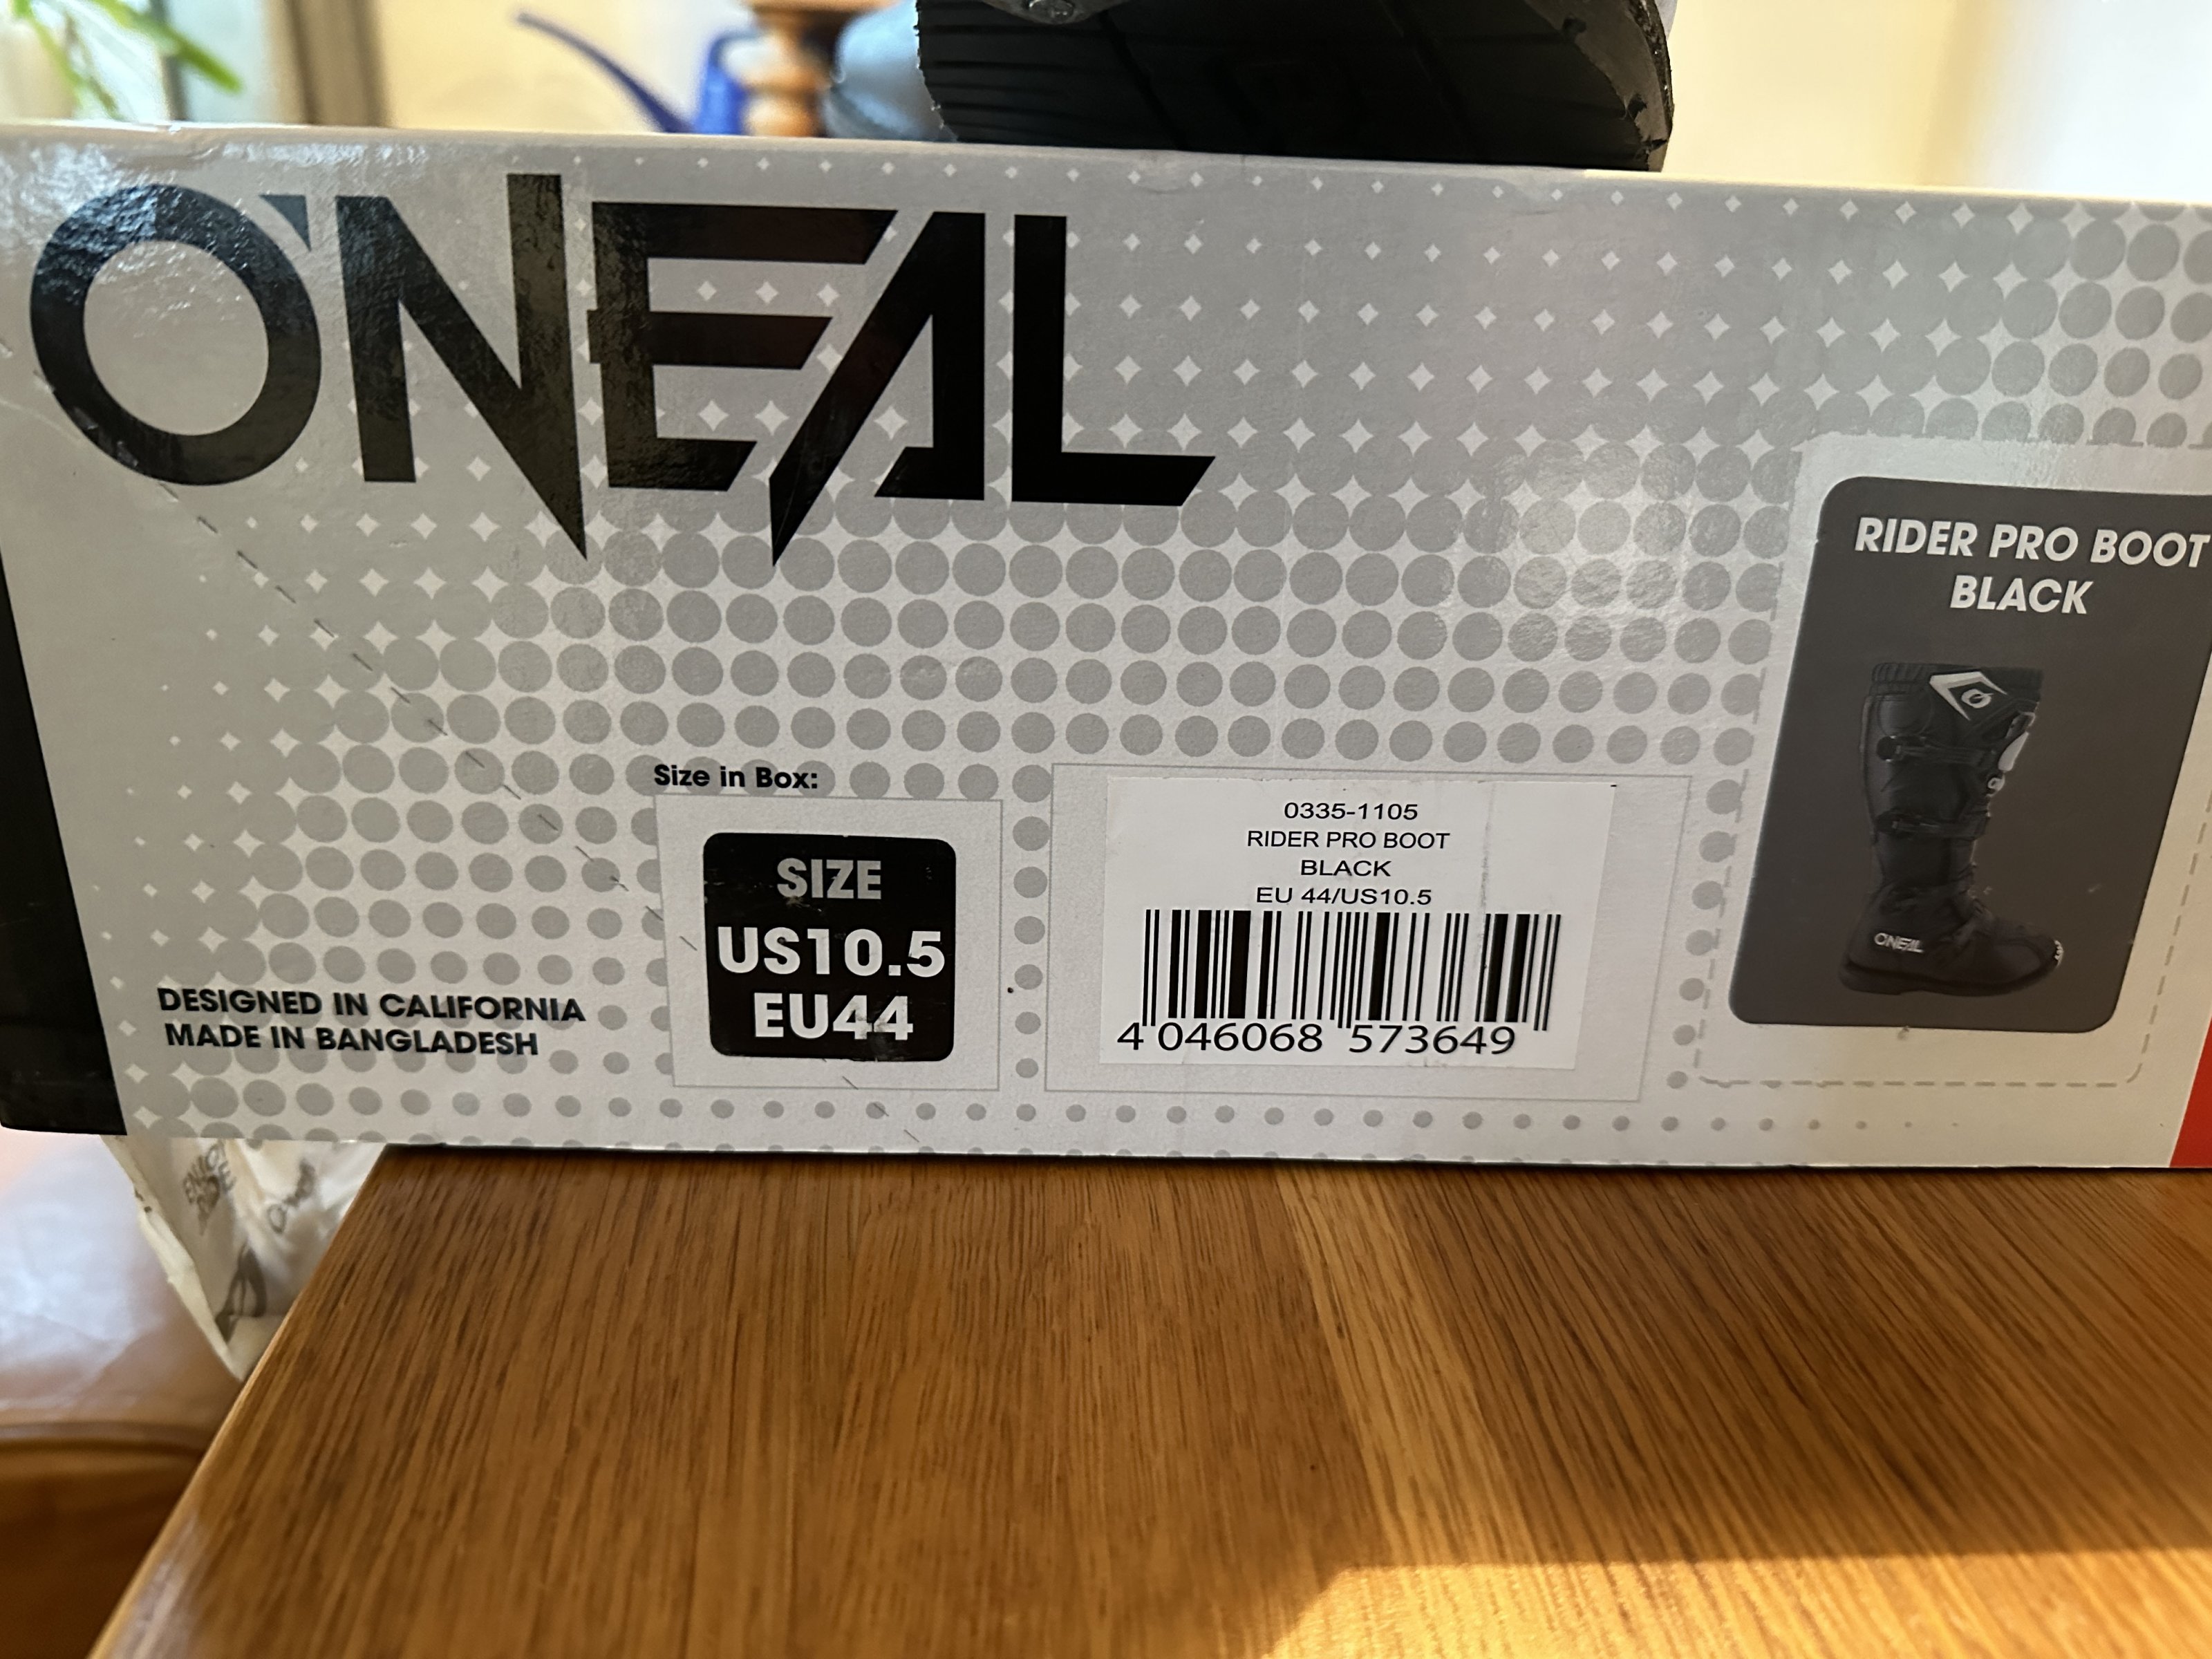 O'NEAL
RIDER PRO BOOT
BLACK
ONEAL
Size in Box:
SIZE
US10.5
EU44
0335-1105
RIDER PRO BOOT
BLACK
EU 44/US10.5
4 046068 573649
DESIGNED IN CALIFORNIA
MADE IN BANGLADESH